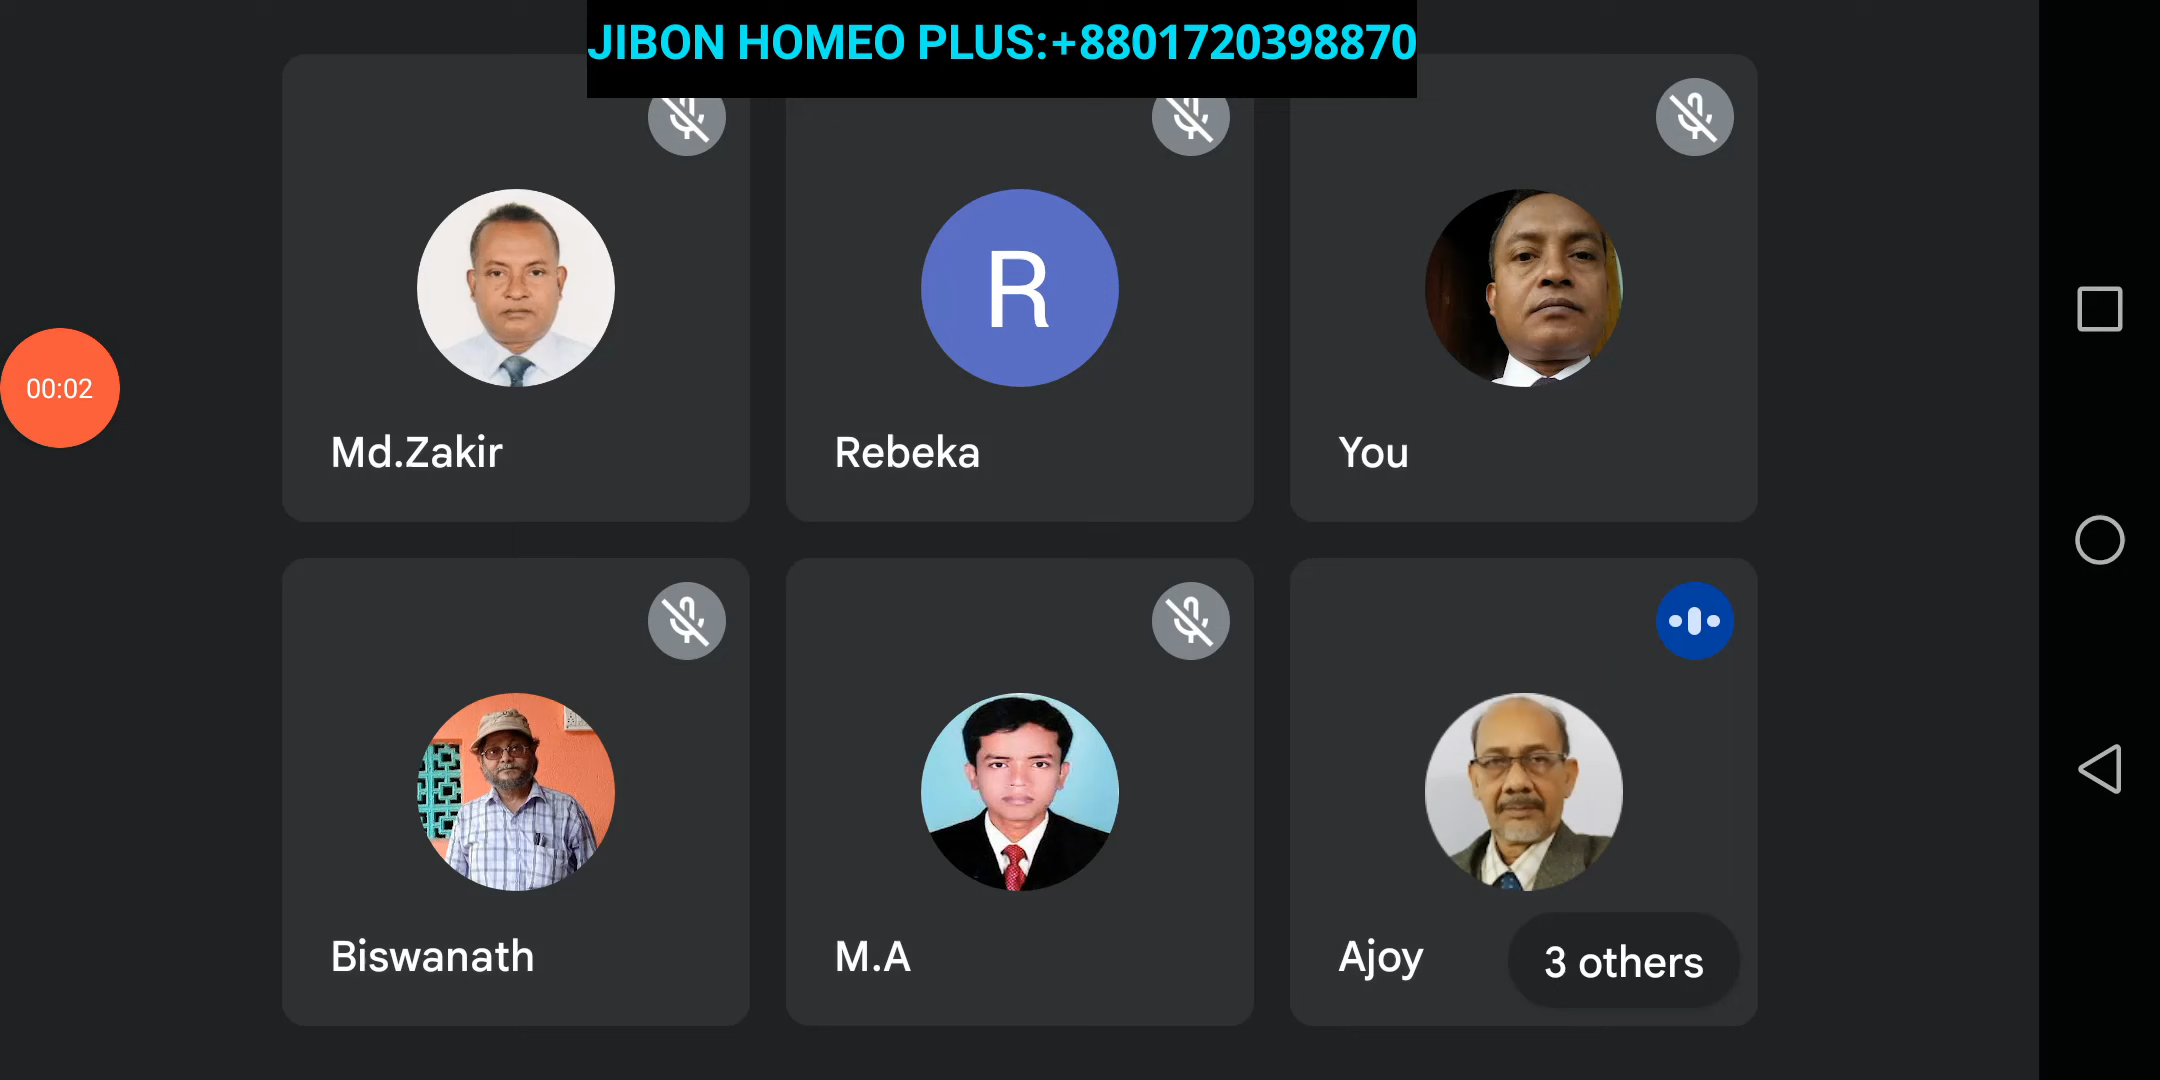 JIBON HOMEO PLUS:+8801720398870
00:02
R
Md.Zakir
Rebeka
You
Biswanath
M.A
Ajoy
3 others